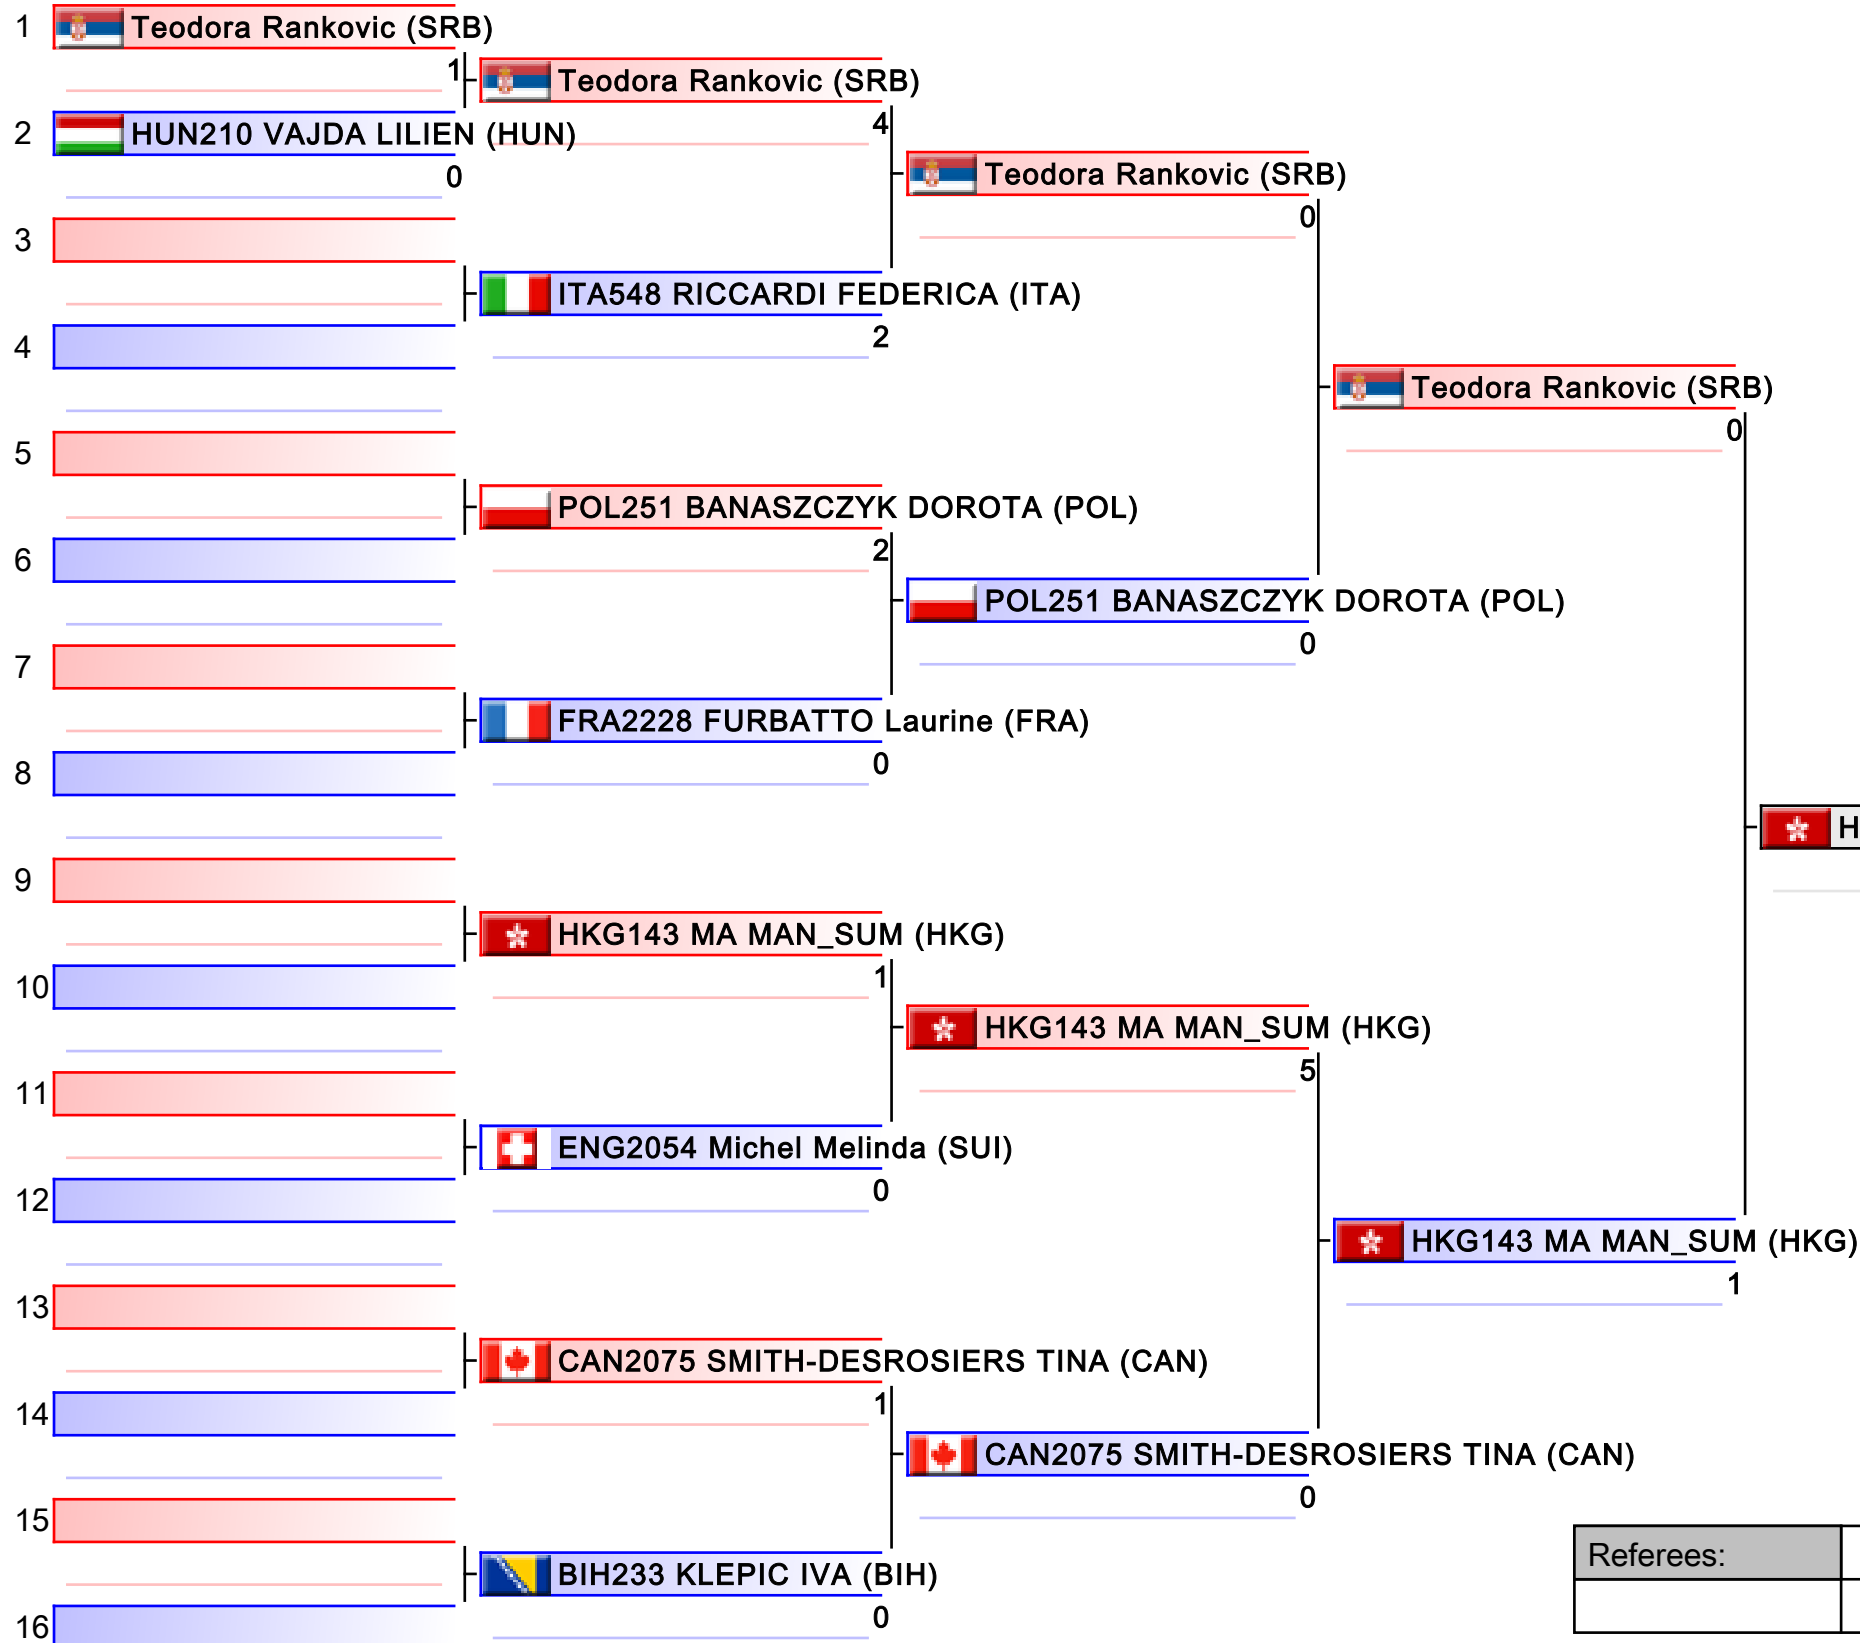 1 Teodora Rankovic (SRB)
1 Teodora Rankovic (SRB)
4
2 HUN210 VAJDA LILIEN (HUN)
0
Teodora Rankovic (SRB)
0
3
ITA548 RICCARDI FEDERICA (ITA)
2
4
Teodora Rankovic (SRB)
0
5
POL251 BANASZCZYK DOROTA (POL)
2
6
POL251 BANASZCZYK DOROTA (POL)
0
7
FRA2228 FURBATTO Laurine (FRA)
0
8
H
9
HKG143 MA MAN_SUM (HKG)
1
10
HKG143 MA MAN_SUM (HKG)
5
11
ENG2054 Michel Melinda (SUI)
0
12
HKG143 MA MAN_SUM (HKG)
1
13
CAN2075 SMITH-DESROSIERS TINA (CAN)
1
14
CAN2075 SMITH-DESROSIERS TINA (CAN)
0
15
Referees:
BIH233 KLEPIC IVA (BIH)
0
16